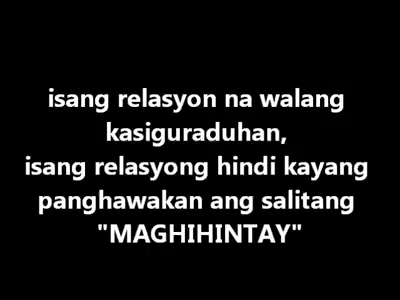 isang relasyon na walang
kasiguraduhan,
isang relasyong hindi kayang
panghawakan ang salitang
"MAGHIHINTAY"